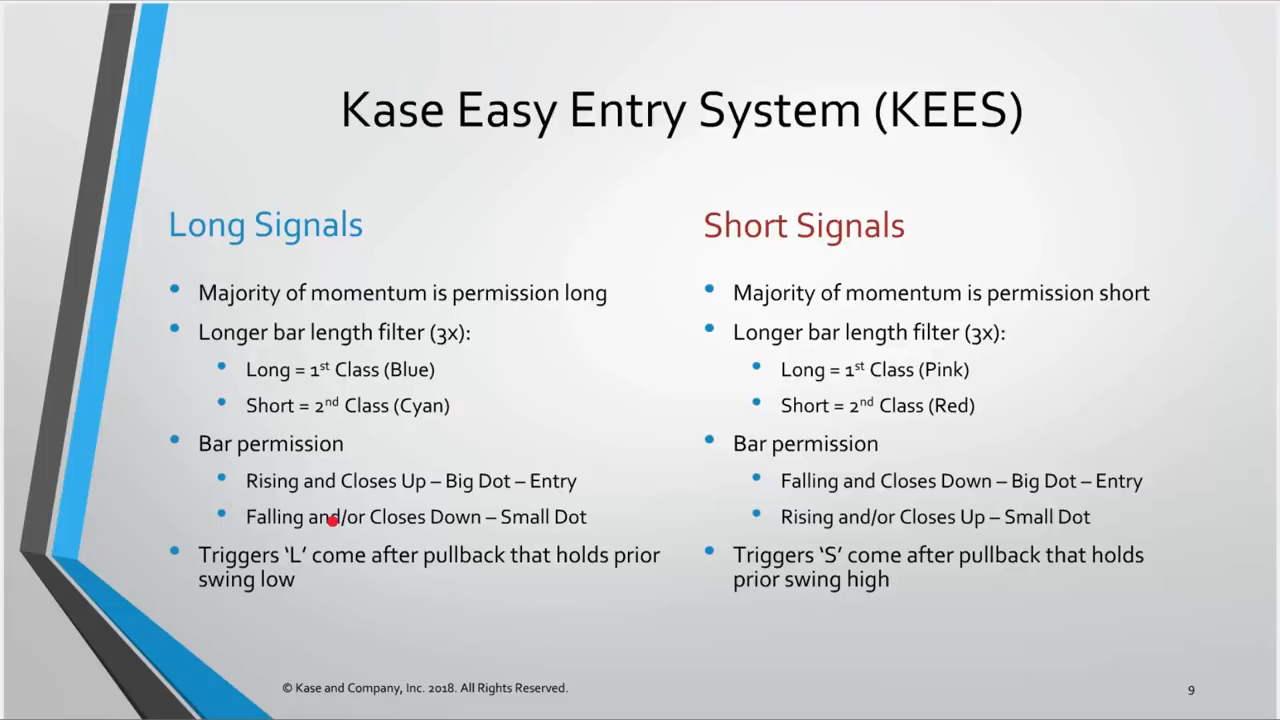 Kase Easy Entry System (KEES)
Long Signals
Majority of momentum is permission long
Longer bar length filter (3x):
Long = 1st Class (Blue)
Short = 2nd Class (Cyan)
Bar permission
Rising and Closes Up – Big Dot – Entry
Falling and/or Closes Down – Small Dot
Triggers ‘L’ come after pullback that holds prior
swing low
Short Signals
Majority of momentum is permission short
Longer bar length filter (3x):
Long = 1st Class (Pink)
Short = 2nd Class (Red)
Bar permission
Falling and Closes Down – Big Dot – Entry
Rising and/or Closes Up – Small Dot
Triggers ‘S’ come after pullback that holds
prior swing high
© Kase and Company, Inc. 2018. All Rights Reserved.
9